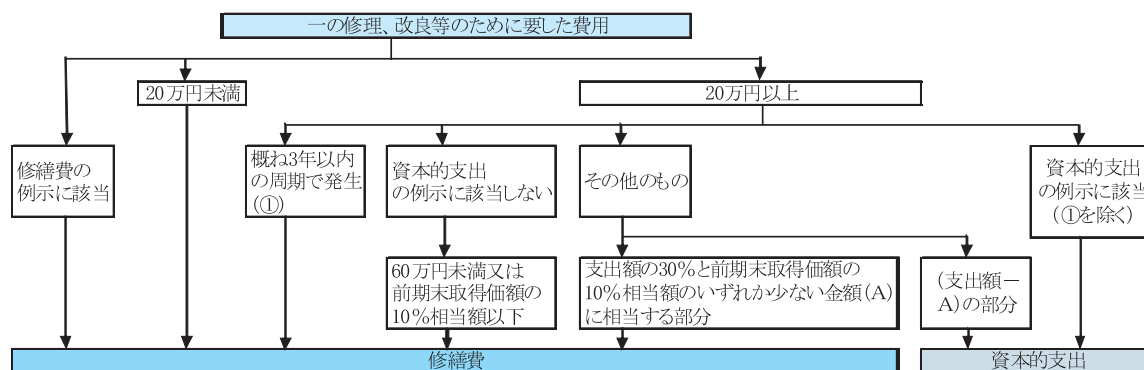 一の修理、改良等のために要した費用
20万円未満
20万円以上
修繕費の
例示に該当
概ね3年以内
の周期で発生
(①)
資本的支出
の例示に該当しない
その他のもの
資本的支出
の例示に該当
(①を除く)
60万円未満又は
前期末取得価額の
10%相当額以下
支出額の30%と前期末取得価額の
10%相当額のいずれか少ない金額(A)
に相当する部分
(支出額－
A)の部分
修繕費
資本的支出